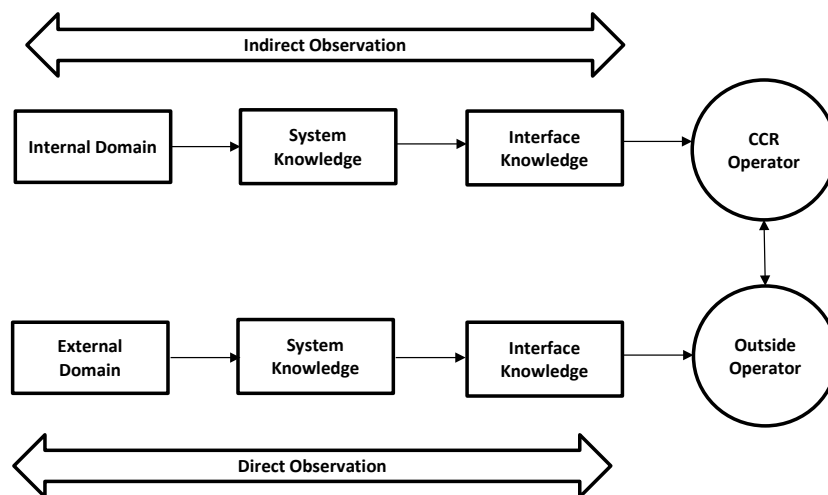 Indirect Observation
Internal Domain
System
Knowledge
Interface
Knowledge
CCR
Operator
External
Domain
System
Knowledge
Interface
Knowledge
Outside
Operator
Direct Observation